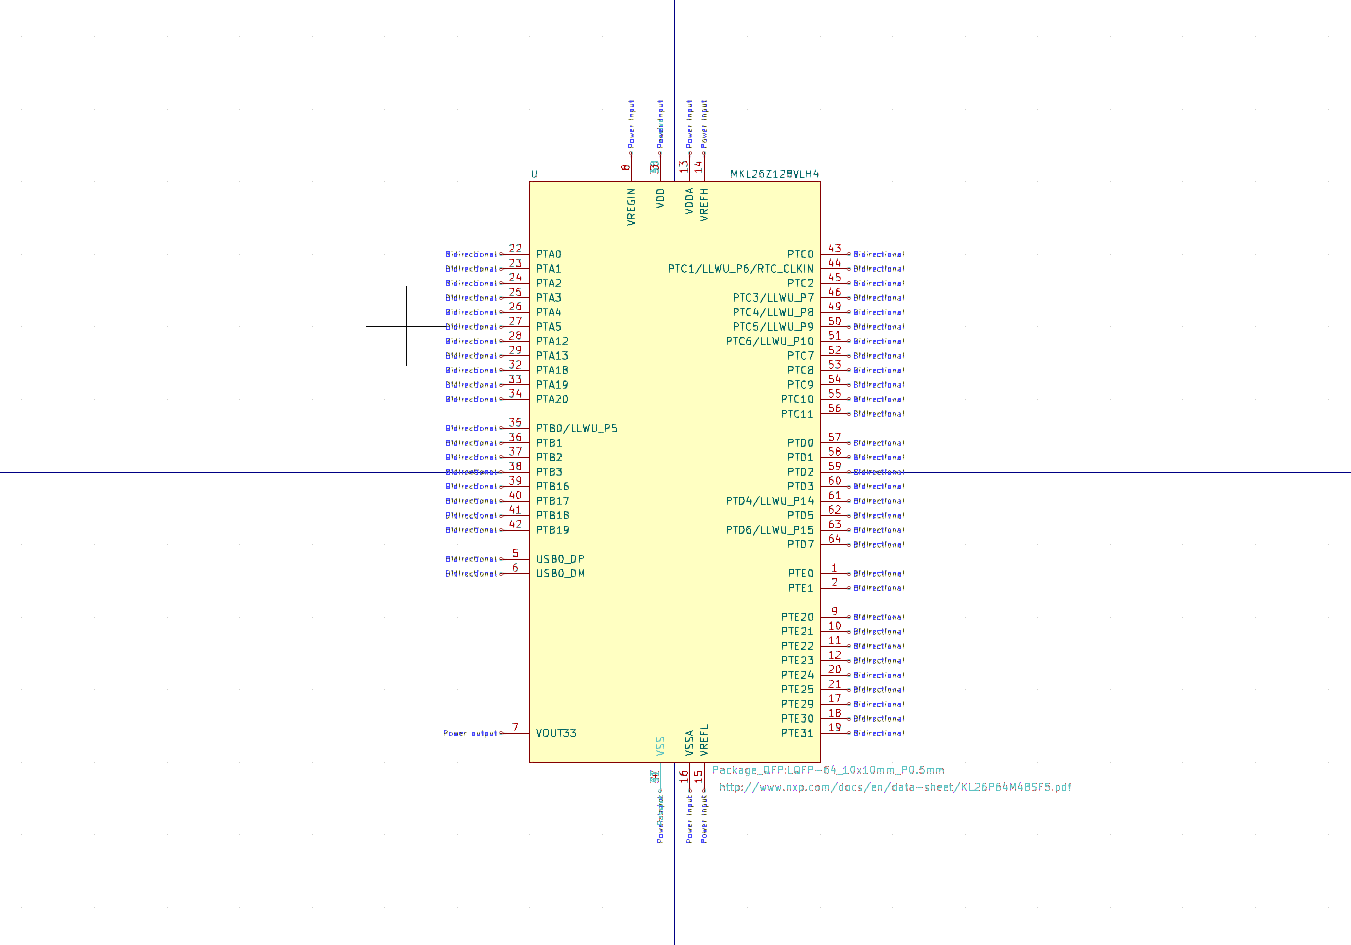 Power Input
Power Input
Power Input
Power Input
8
13
14
U
MKL26Z128VLH4
VREGIN
VDD
VDDA
VREFH
Bidirectional 22 PTA0
Bidirectional 23 PTA1
Bidirectional 24 PTA2
Bidirectional 25 PTA3
Bidirectional 26 PTA4
Bidirectional 27 PTA5
Bidirectional 28 PTA12
Bidirectional 29 PTA13
Bidirectional 32 PTA18
Bidirectional 33 PTA19
Bidirectional 34 PTA20
Bidirectional 35 PTB0/LLWU_P5
Bidirectional 36 PTB1
Bidirectional 37 PTB2
Bidirectional 38 PTB3
Bidirectional 39 PTB16
Bidirectional 40 PTB17
Bidirectional 41 PTB18
Bidirectional 42 PTB19
Bidirectional 5 USB0_DP
Bidirectional 6 USB0_DM
Power output 7 VOUT33
PTC0 43 Bidirectional
PTC1/LLWU_P6/RTC_CLKIN 44 Bidirectional
PTC2 45 Bidirectional
PTC3/LLWU_P7 46 Bidirectional
PTC4/LLWU_P8 49 Bidirectional
PTC5/LLWU_P9 50 Bidirectional
PTC6/LLWU_P10 51 Bidirectional
PTC7 52 Bidirectional
PTC8 53 Bidirectional
PTC9 54 Bidirectional
PTC10 55 Bidirectional
PTC11 56 Bidirectional
PTD0 57 Bidirectional
PTD1 58 Bidirectional
PTD2 59 Bidirectional
PTD3 60 Bidirectional
PTD4/LLWU_P14 61 Bidirectional
PTD5 62 Bidirectional
PTD6/LLWU_P15 63 Bidirectional
PTD7 64 Bidirectional
PTE0 1 Bidirectional
PTE1 2 Bidirectional
PTE20 9 Bidirectional
PTE21 10 Bidirectional
PTE22 11 Bidirectional
PTE23 12 Bidirectional
PTE24 20 Bidirectional
PTE25 21 Bidirectional
PTE29 17 Bidirectional
PTE30 18 Bidirectional
PTE31 19 Bidirectional
VSS
VSSA
VREFL
16
15
Package_QFP:LQFP-64_10x10mm_P0.5mm
http://www.nxp.com/docs/en/data-sheet/KL26P64M48SF5.pdf
Power Input
Power Input